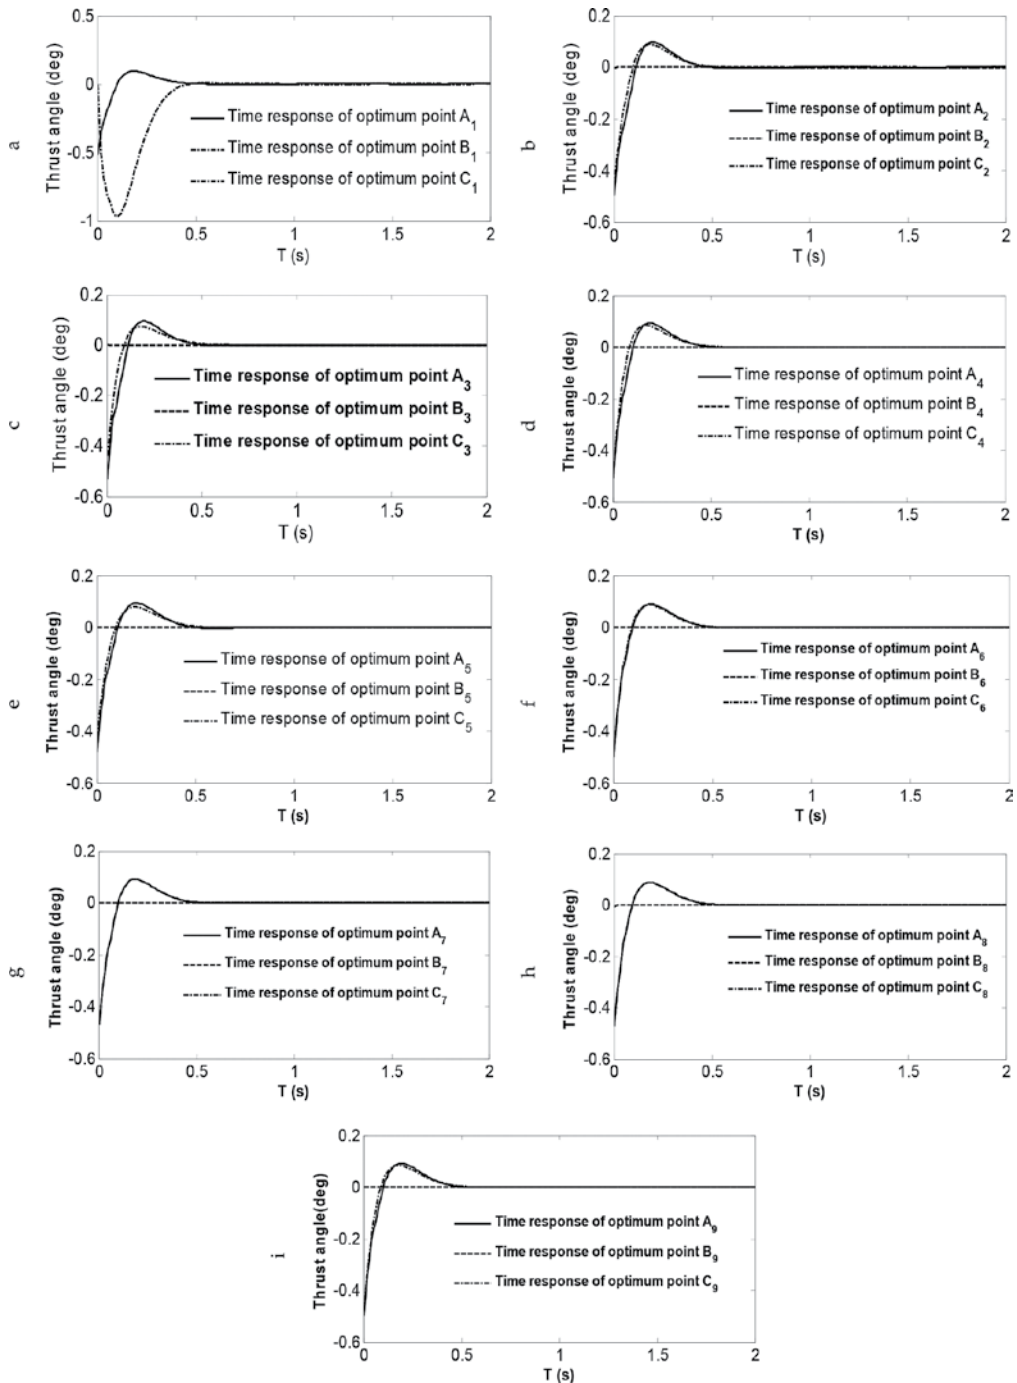 a
Thrust angle (deg)
0.5
0
-0.5
-1
Time response of optimum point A1
Time response of optimum point B1
Time response of optimum point C1
0 0.5 1 1.5 2
T (s)
b
Thrust angle (deg)
0.2
0
-0.2
-0.4
-0.6
Time response of optimum point A2
Time response of optimum point B2
Time response of optimum point C2
0 0.5 1 1.5 2
T (s)
c
Thrust angle (deg)
0.2
0
-0.2
-0.4
-0.6
Time response of optimum point A3
Time response of optimum point B3
Time response of optimum point C3
0 0.5 1 1.5 2
T (s)
d
Thrust angle (deg)
0.2
0
-0.2
-0.4
-0.6
Time response of optimum point A4
Time response of optimum point B4
Time response of optimum point C4
0 0.5 1 1.5 2
T (s)
e
Thrust angle (deg)
0.2
0
-0.2
-0.4
-0.6
Time response of optimum point A5
Time response of optimum point B5
Time response of optimum point C5
0 0.5 1 1.5 2
T (s)
f
Thrust angle (deg)
0.2
0
-0.2
-0.4
-0.6
Time response of optimum point A6
Time response of optimum point B6
Time response of optimum point C6
0 0.5 1 1.5 2
T (s)
g
Thrust angle (deg)
0.2
0
-0.2
-0.4
-0.6
Time response of optimum point A7
Time response of optimum point B7
Time response of optimum point C7
0 0.5 1 1.5 2
T (s)
h
Thrust angle (deg)
0.2
0
-0.2
-0.4
-0.6
Time response of optimum point A8
Time response of optimum point B8
Time response of optimum point C8
0 0.5 1 1.5 2
T (s)
i
Thrust angle(deg)
0.2
0
-0.2
-0.4
-0.6
Time response of optimum point A9
Time response of optimum point B9
Time response of optimum point C9
0 0.5 1 1.5 2
T (s)